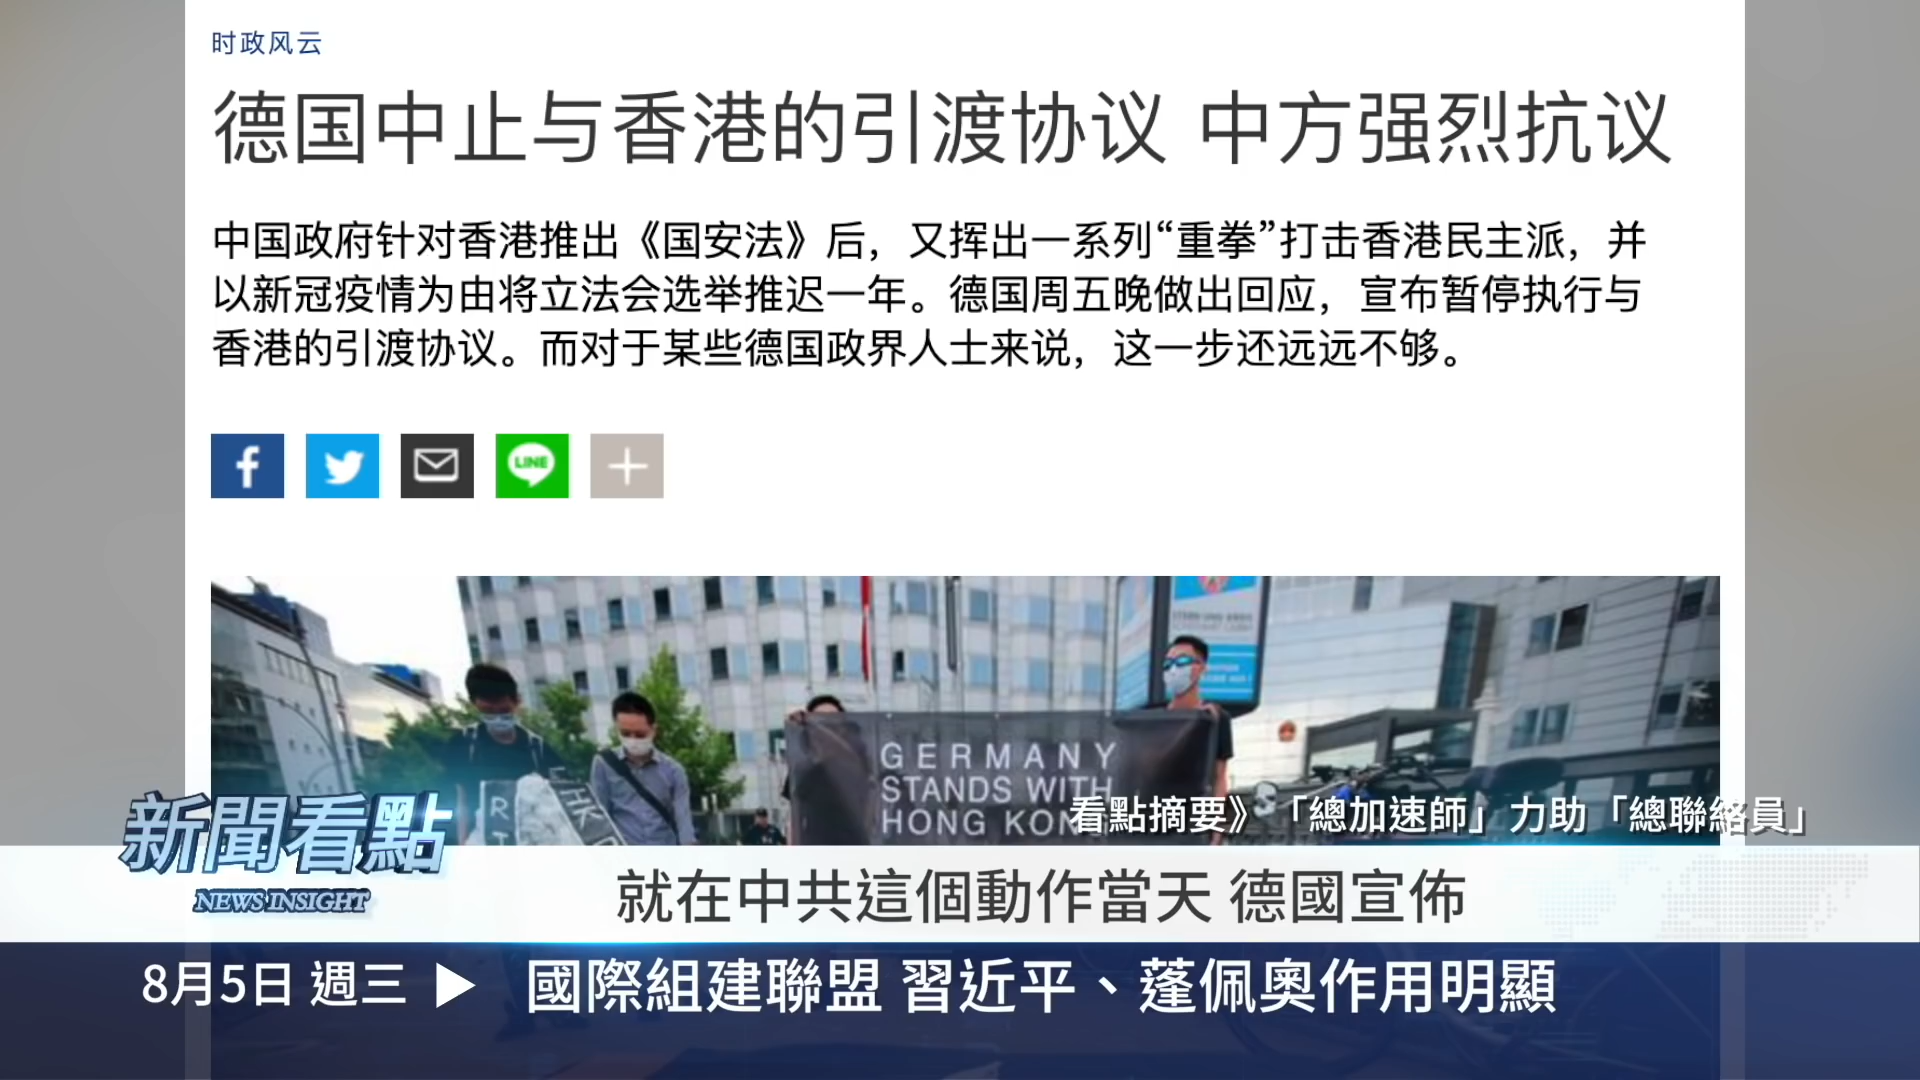 时政风云
德国中止与香港的引渡协议 中方强烈抗议
中国政府针对香港推出《国安法》后，又挥出一系列“重拳”打击香港民主派，并
以新冠疫情为由将立法会选举推迟一年。德国周五晚做出回应，宣布暂停执行与
香港的引渡协议。而对于某些德国政界人士来说，这一步还远远不够。
LINE
GERMANY
STANDS WITH
HONG KON
看點摘要》「總加速師」力助「總聯絡員」
新聞看點
NEWS INSIGHT
就在中共這個動作當天 德國宣佈
8月5日 週三 ▶ 國際組建聯盟 習近平、蓬佩奧作用明顯